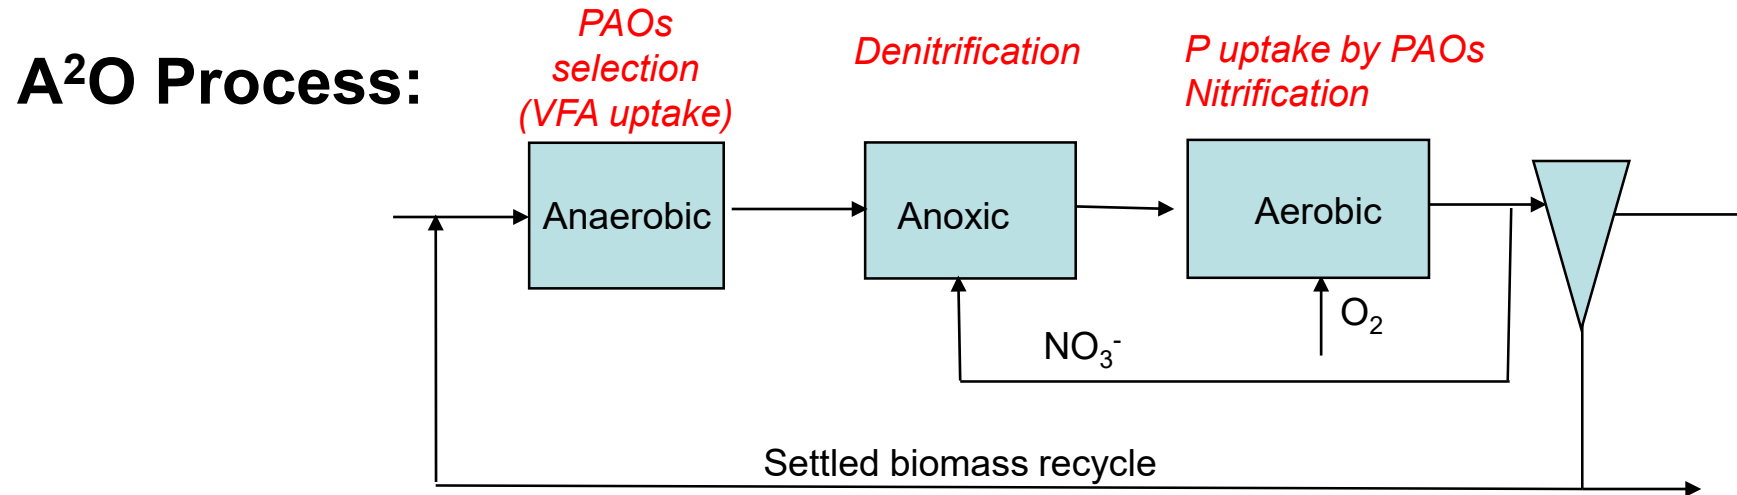 A²O Process:
PAOs
selection
(VFA uptake)
Denitrification
P uptake by PAOs
Nitrification
Anaerobic
Anoxic
Aerobic
O₂
NO₃⁻
Settled biomass recycle